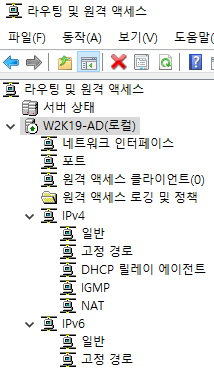 라우팅 및 원격 액세스
파일(F) 동작(A) 보기(V) 도움말
라우팅 및 원격 액세스
서버 상태
W2K19-AD(로컬)
네트워크 인터페이스
포트
원격 액세스 클라이언트(0)
원격 액세스 로깅 및 정책
IPv4
일반
고정 경로
DHCP 릴레이 에이전트
IGMP
NAT
IPv6
일반
고정 경로